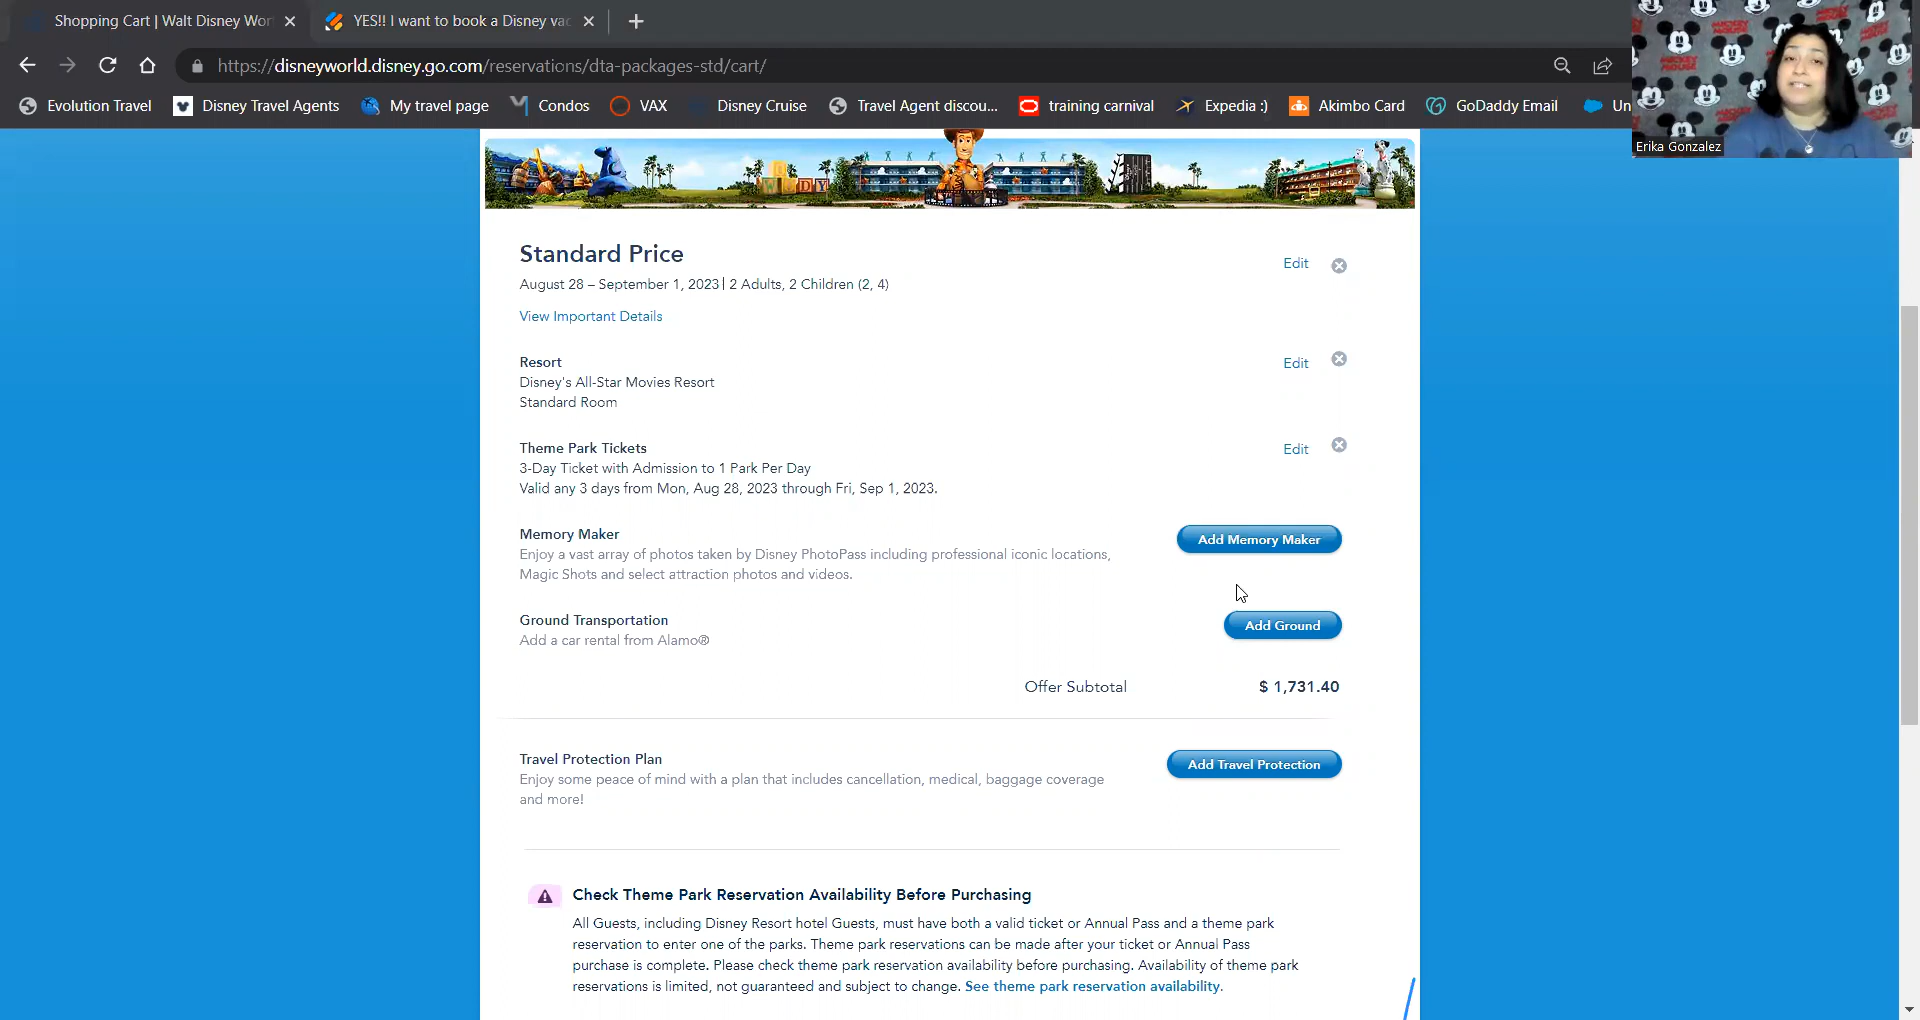 Shopping Cart | Walt Disney Wor
YES!! I want to book a Disney vac
https://disneyworld.disney.go.com/reservations/dta-packages-std/cart/
Evolution Travel
Disney Travel Agents
My travel page
Condos
VAX
Disney Cruise
Travel Agent discou...
training carnival
Expedia :)
Akimbo Card
GoDaddy Email
Un
Erika Gonzalez
WOODY
Standard Price
Edit
August 28 – September 1, 2023 | 2 Adults, 2 Children (2, 4)
View Important Details
Resort
Edit
Disney's All-Star Movies Resort
Standard Room
Theme Park Tickets
Edit
3-Day Ticket with Admission to 1 Park Per Day
Valid any 3 days from Mon, Aug 28, 2023 through Fri, Sep 1, 2023.
Memory Maker
Add Memory Maker
Enjoy a vast array of photos taken by Disney PhotoPass including professional iconic locations,
Magic Shots and select attraction photos and videos.
Ground Transportation
Add Ground
Add a car rental from Alamo®
Offer Subtotal $ 1,731.40
Travel Protection Plan
Add Travel Protection
Enjoy some peace of mind with a plan that includes cancellation, medical, baggage coverage
and more!
Check Theme Park Reservation Availability Before Purchasing
All Guests, including Disney Resort hotel Guests, must have both a valid ticket or Annual Pass and a theme park
reservation to enter one of the parks. Theme park reservations can be made after your ticket or Annual Pass
purchase is complete. Please check theme park reservation availability before purchasing. Availability of theme park
reservations is limited, not guaranteed and subject to change. See theme park reservation availability.